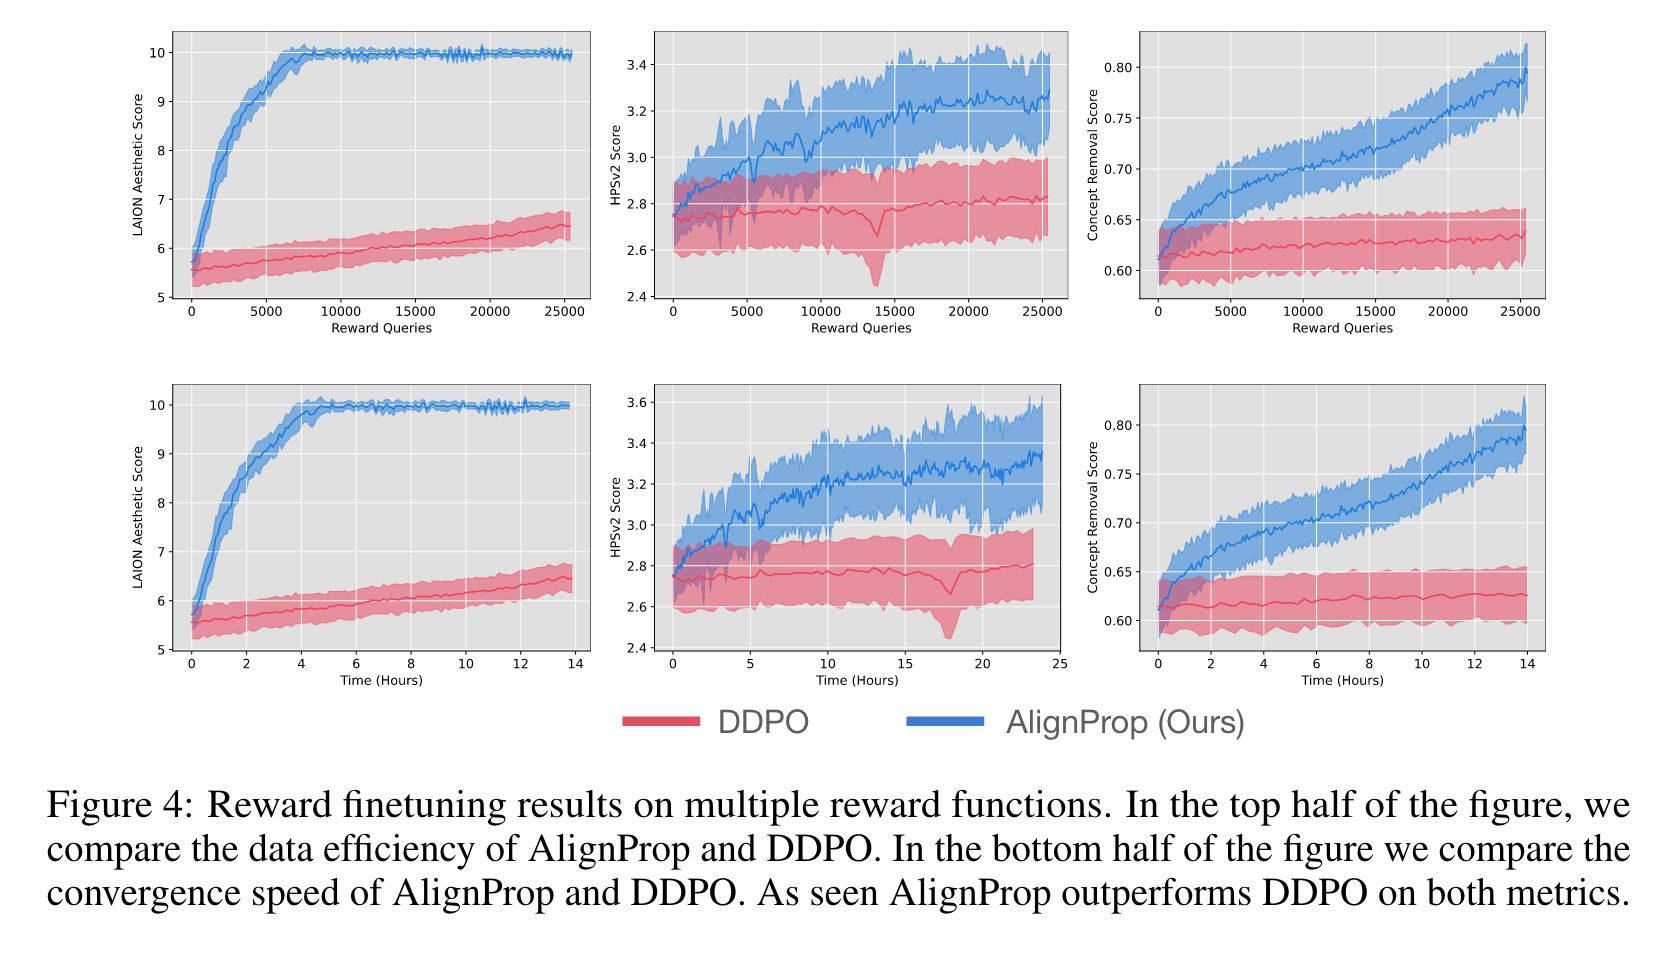 10
9
8
7
6
5
LAION Aesthetic Score
0 5000 10000 15000 20000 25000
Reward Queries
3.4
3.2
3.0
2.8
2.6
2.4
HPSv2 Score
0 5000 10000 15000 20000 25000
Reward Queries
0.80
0.75
0.70
0.65
0.60
Concept Removal Score
0 5000 10000 15000 20000 25000
Reward Queries
10
9
8
7
6
5
LAION Aesthetic Score
0 2 4 6 8 10 12 14
Time (Hours)
3.6
3.4
3.2
3.0
2.8
2.6
2.4
HPSv2 Score
0 5 10 15 20 25
Time (Hours)
0.80
0.75
0.70
0.65
0.60
Concept Removal Score
0 2 4 6 8 10 12 14
Time (Hours)
DDPO AlignProp (Ours)
Figure 4: Reward finetuning results on multiple reward functions. In the top half of the figure, we
compare the data efficiency of AlignProp and DDPO. In the bottom half of the figure we compare the
convergence speed of AlignProp and DDPO. As seen AlignProp outperforms DDPO on both metrics.